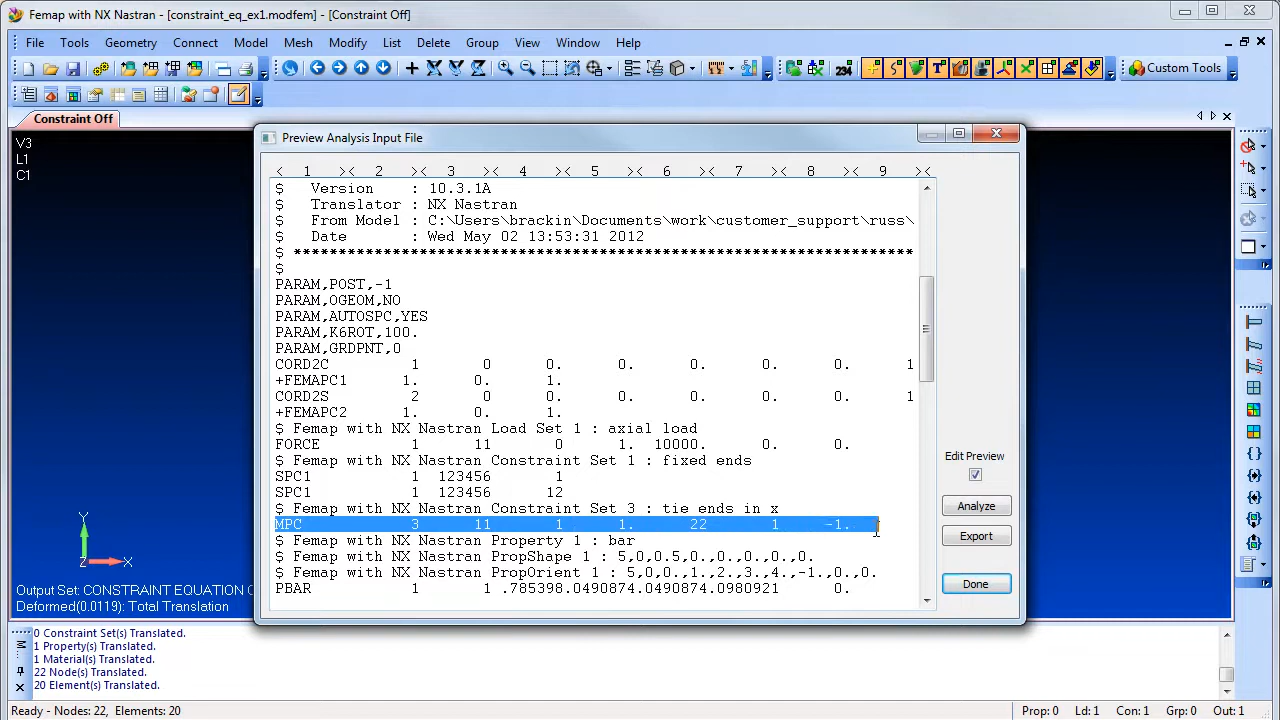 Femap with NX Nastran - [constraint_eq_ex1.modfem] - [Constraint Off]
File Tools Geometry Connect Model Mesh Modify List Delete Group View Window Help
234 T Custom Tools
Constraint Off
V3
L1
C1
Preview Analysis Input File
< 1 >< 2 >< 3 >< 4 >< 5 >< 6 >< 7 >< 8 >< 9 ><
$ Version : 10.3.1A
$ Translator : NX Nastran
$ From Model : C:\Users\brackin\Documents\work\customer_support\russ\
$ Date : Wed May 02 13:53:31 2012
$ ************************************************************
$
PARAM,POST,-1
PARAM,OGEOM,NO
PARAM,AUTOSPC,YES
PARAM,K6ROT,100.
PARAM,GRDPNT,0
CORD2C 1 0 0. 0. 0. 0. 0. 1
+FEMAPC1 1. 0. 1.
CORD2S 2 0 0. 0. 0. 0. 0. 1
+FEMAPC2 1. 0. 1.
$ Femap with NX Nastran Load Set 1 : axial load
FORCE 1 11 0 1. 10000. 0. 0.
$ Femap with NX Nastran Constraint Set 1 : fixed ends
SPC1 1 123456 1
SPC1 1 123456 12
$ Femap with NX Nastran Constraint Set 3 : tie ends in x
MPC 3 11 1 1. 22 1 -1.
$ Femap with NX Nastran Property 1 : bar
$ Femap with NX Nastran PropShape 1 : 5,0,0.5,0.,0.,0.,0.,0.
$ Femap with NX Nastran PropOrient 1 : 5,0,0.,1.,2.,3.,4.,-1.,0.,0.
PBAR 1 1 .785398.0490874.0490874.0980921 0.
Edit Preview
Analyze
Export
Done
Y
Z X
Output Set: CONSTRAINT EQUATION
Deformed(0.0119): Total Translation
0 Constraint Set(s) Translated.
1 Property(s) Translated.
1 Material(s) Translated.
22 Node(s) Translated.
20 Element(s) Translated.
Ready - Nodes: 22, Elements: 20 Prop: 0 Ld: 1 Con: 1 Grp: 0 Out: 1